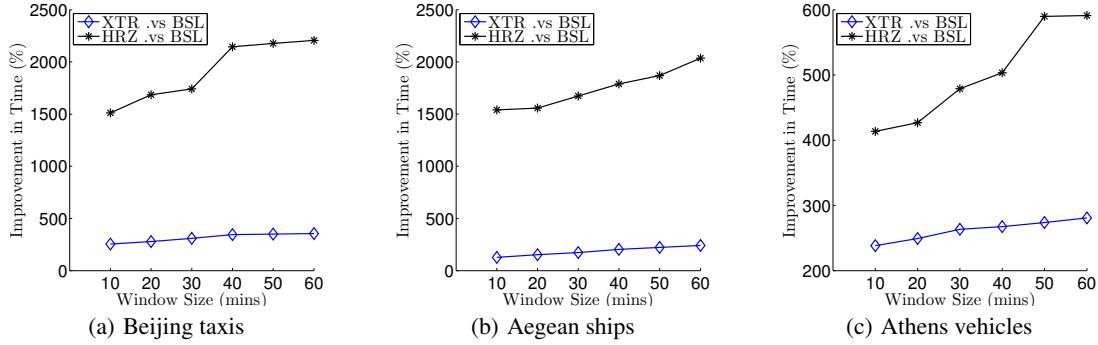 2500
2000
1500
1000
500
0
Improvement in Time (%)
XTR .vs BSL
HRZ .vs BSL
10 20 30 40 50 60
Window Size (mins)
(a) Beijing taxis
2500
2000
1500
1000
500
0
Improvement in Time (%)
XTR .vs BSL
HRZ .vs BSL
10 20 30 40 50 60
Window Size (mins)
(b) Aegean ships
600
500
400
300
200
Improvement in Time (%)
XTR .vs BSL
HRZ .vs BSL
10 20 30 40 50 60
Window Size (mins)
(c) Athens vehicles